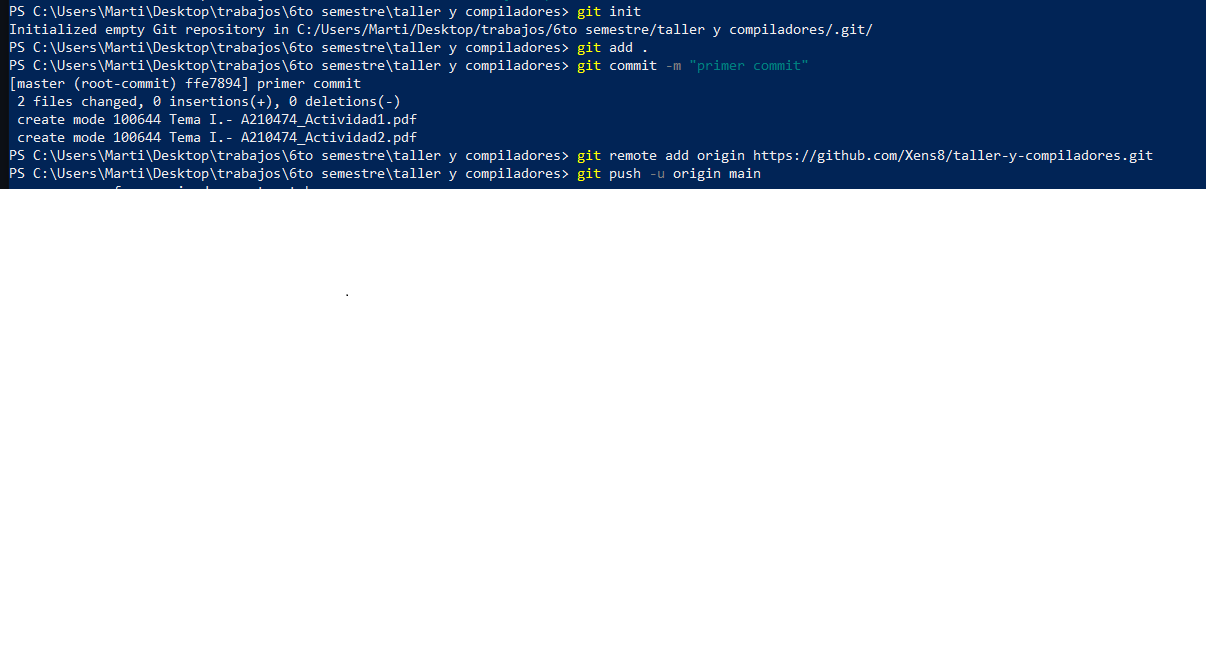 PS C:\Users\Marti\Desktop\trabajos\6to semestre\taller y compiladores> git init
Initialized empty Git repository in C:/Users/Marti/Desktop/trabajos/6to semestre/taller y compiladores/.git/
PS C:\Users\Marti\Desktop\trabajos\6to semestre\taller y compiladores> git add .
PS C:\Users\Marti\Desktop\trabajos\6to semestre\taller y compiladores> git commit -m "primer commit"
[master (root-commit) ffe7894] primer commit
 2 files changed, 0 insertions(+), 0 deletions(-)
 create mode 100644 Tema I.- A210474_Actividad1.pdf
 create mode 100644 Tema I.- A210474_Actividad2.pdf
PS C:\Users\Marti\Desktop\trabajos\6to semestre\taller y compiladores> git remote add origin https://github.com/Xens8/taller-y-compiladores.git
PS C:\Users\Marti\Desktop\trabajos\6to semestre\taller y compiladores> git push -u origin main